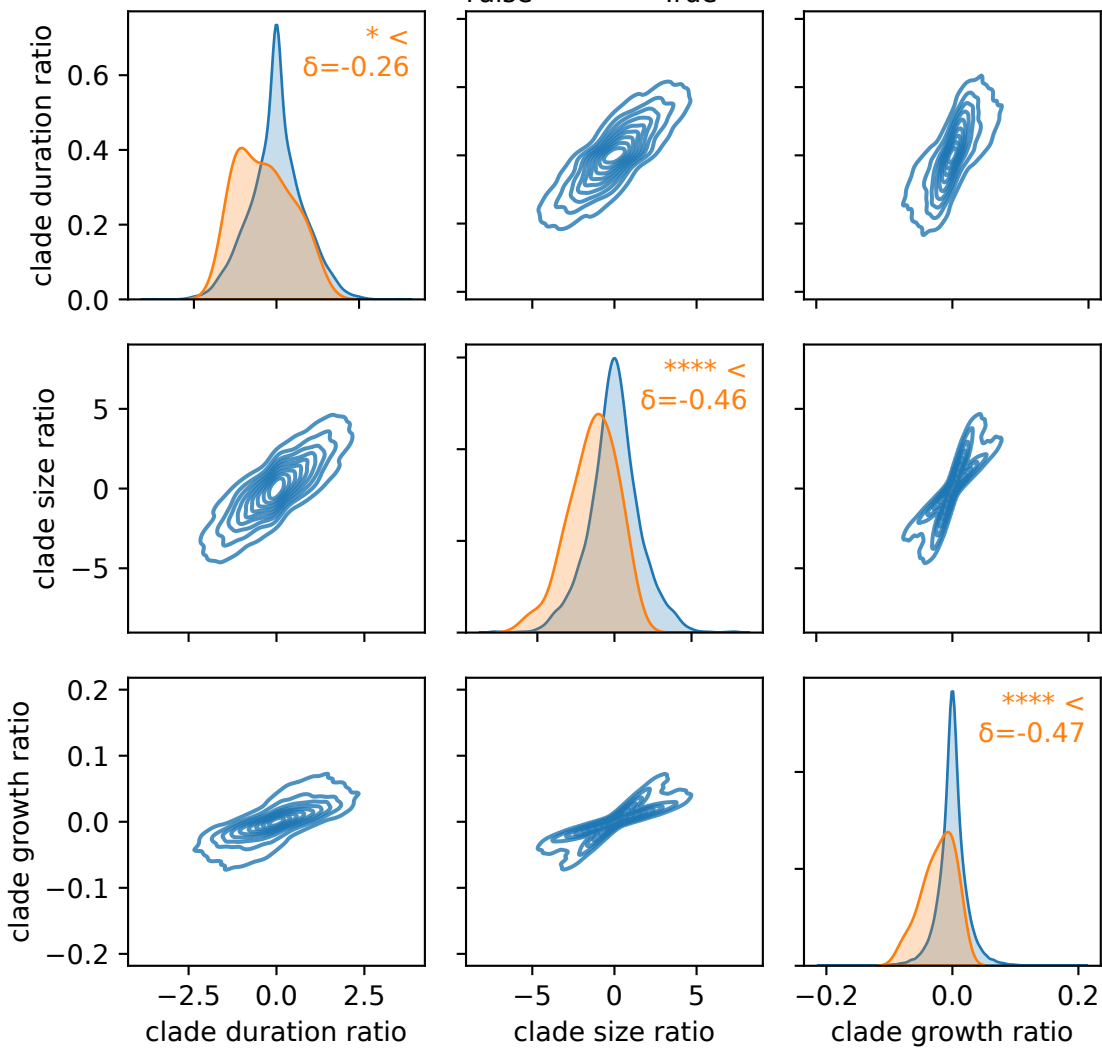 clade duration ratio
0.6
0.4
0.2
0.0
* <
δ=-0.26
clade size ratio
5
0
−5
**** <
δ=-0.46
clade growth ratio
0.2
0.1
0.0
−0.1
−0.2
**** <
δ=-0.47
−2.5 0.0 2.5
−5 0 5
−0.2 0.0 0.2
clade duration ratio
clade size ratio
clade growth ratio